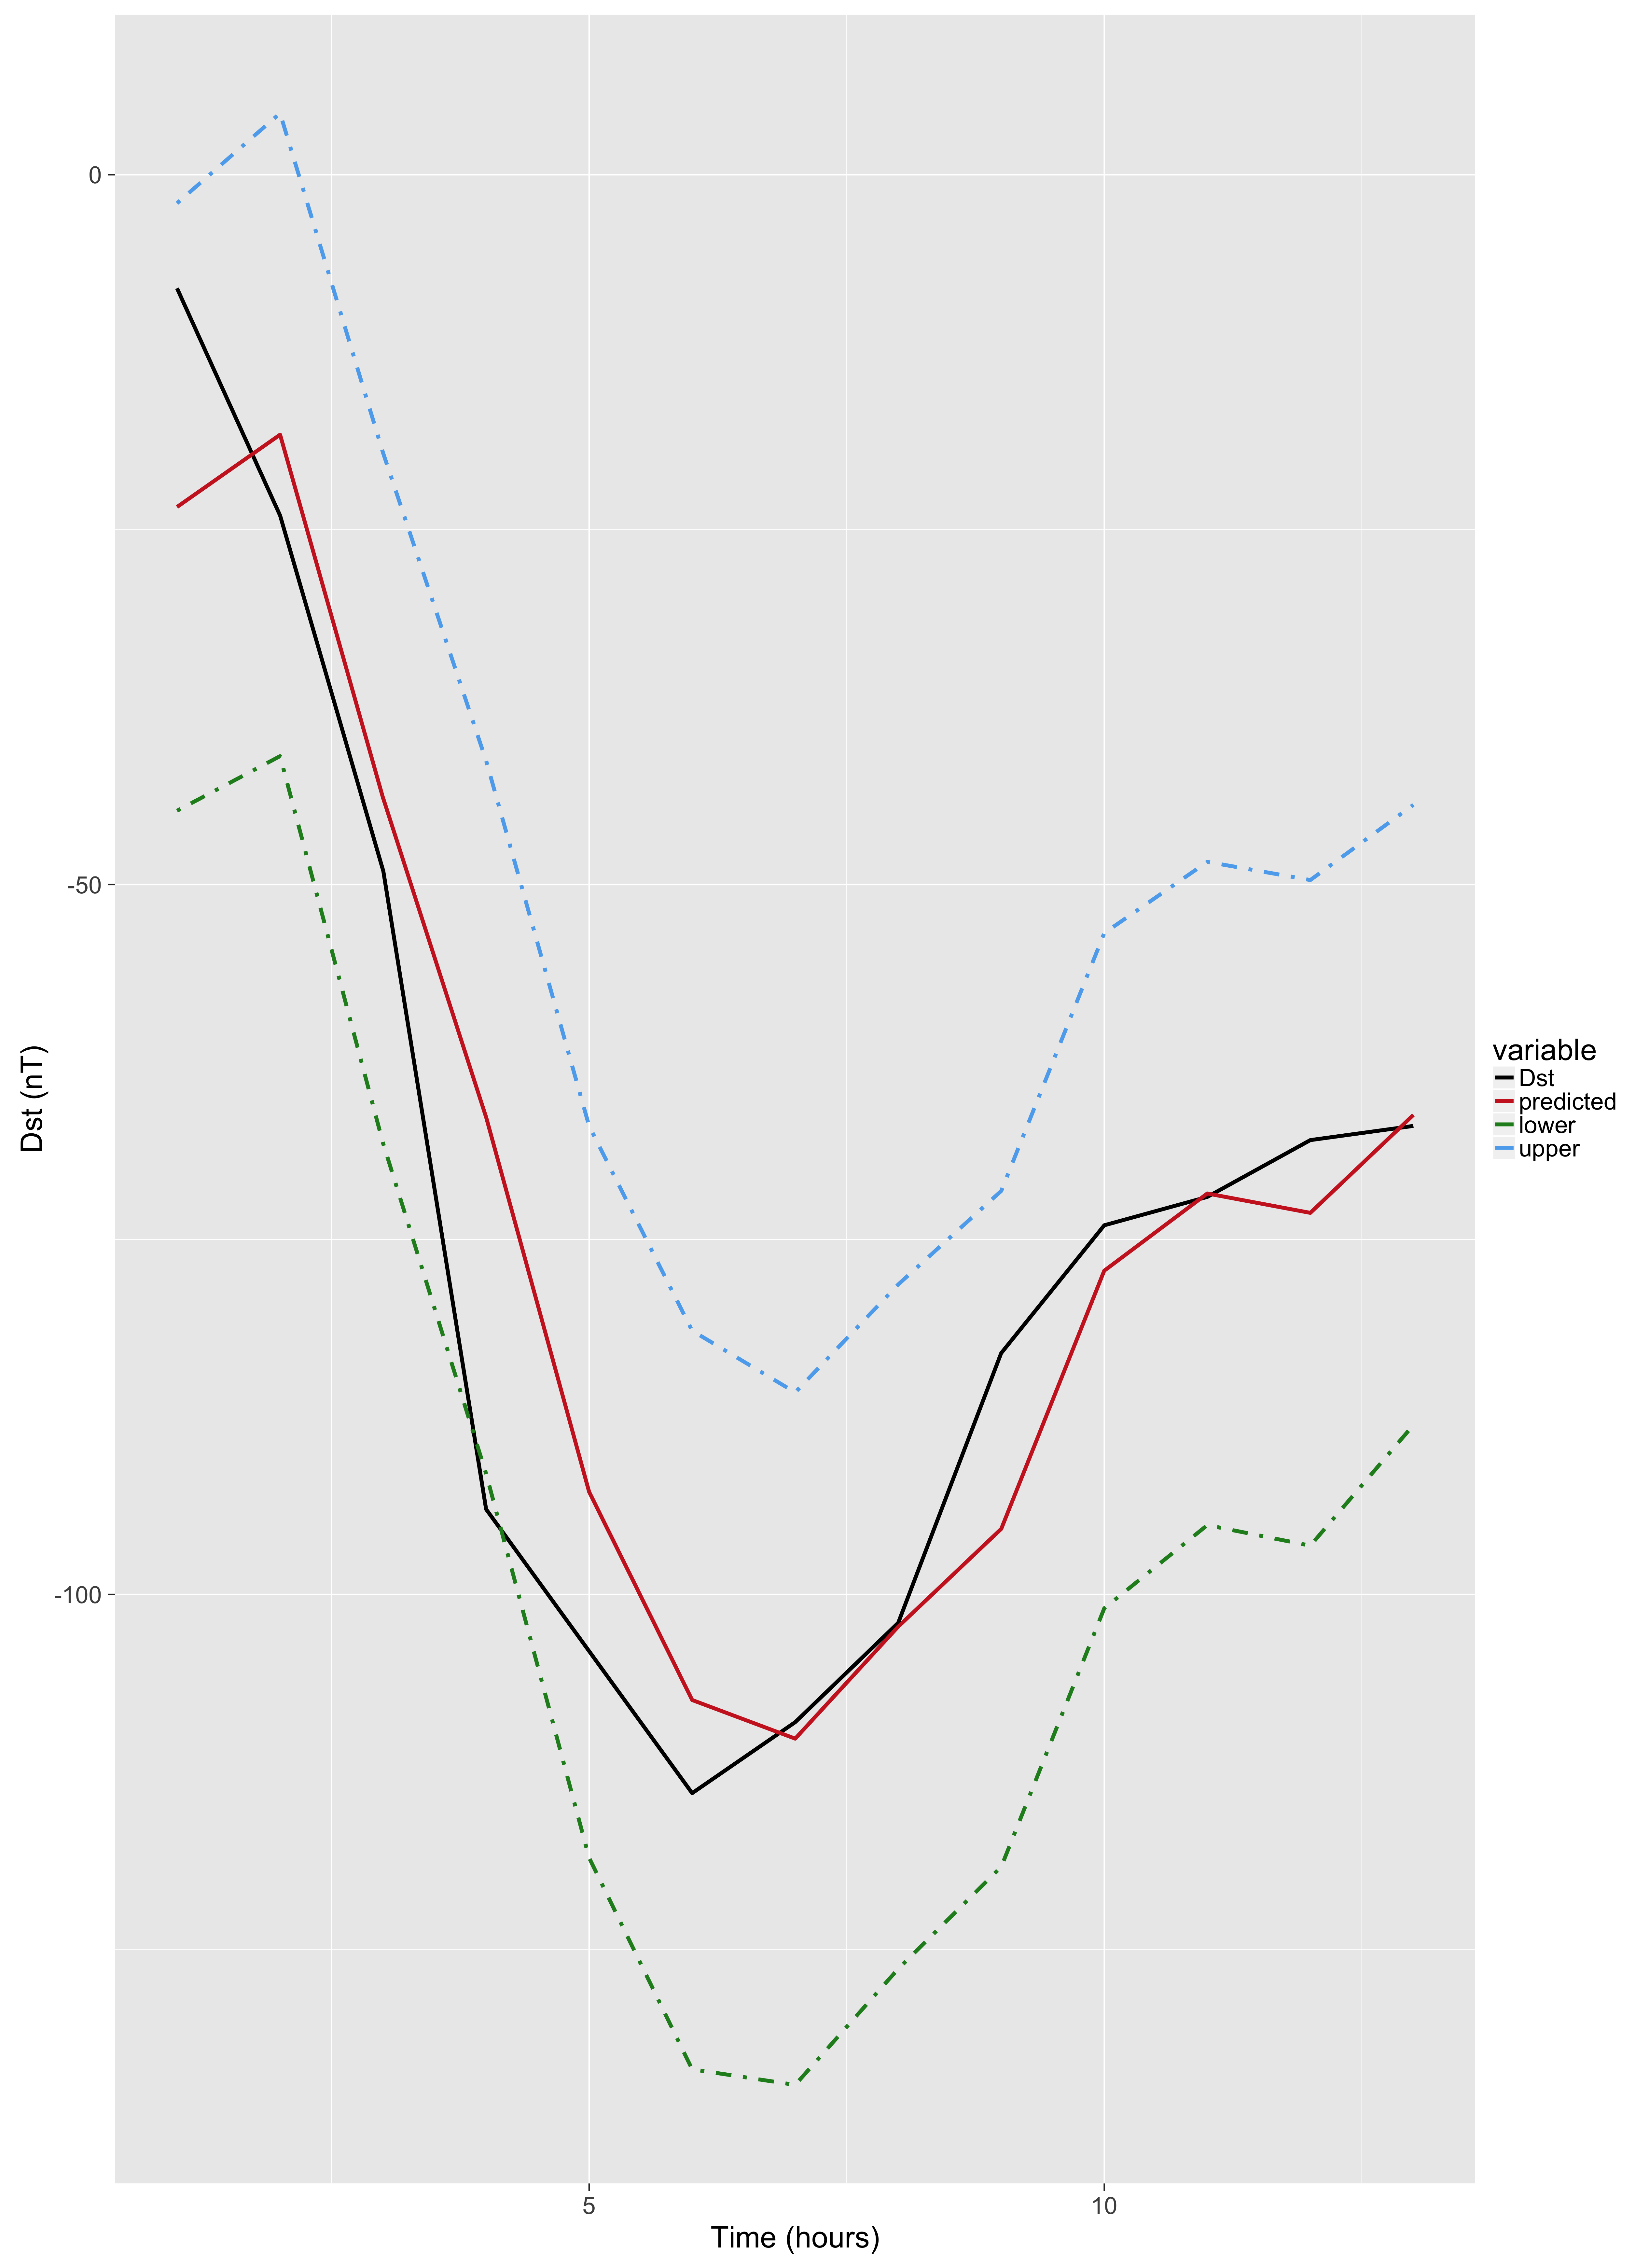 0
-50
-100
Dst (nT)
5
10
Time (hours)
variable
Dst
predicted
lower
upper